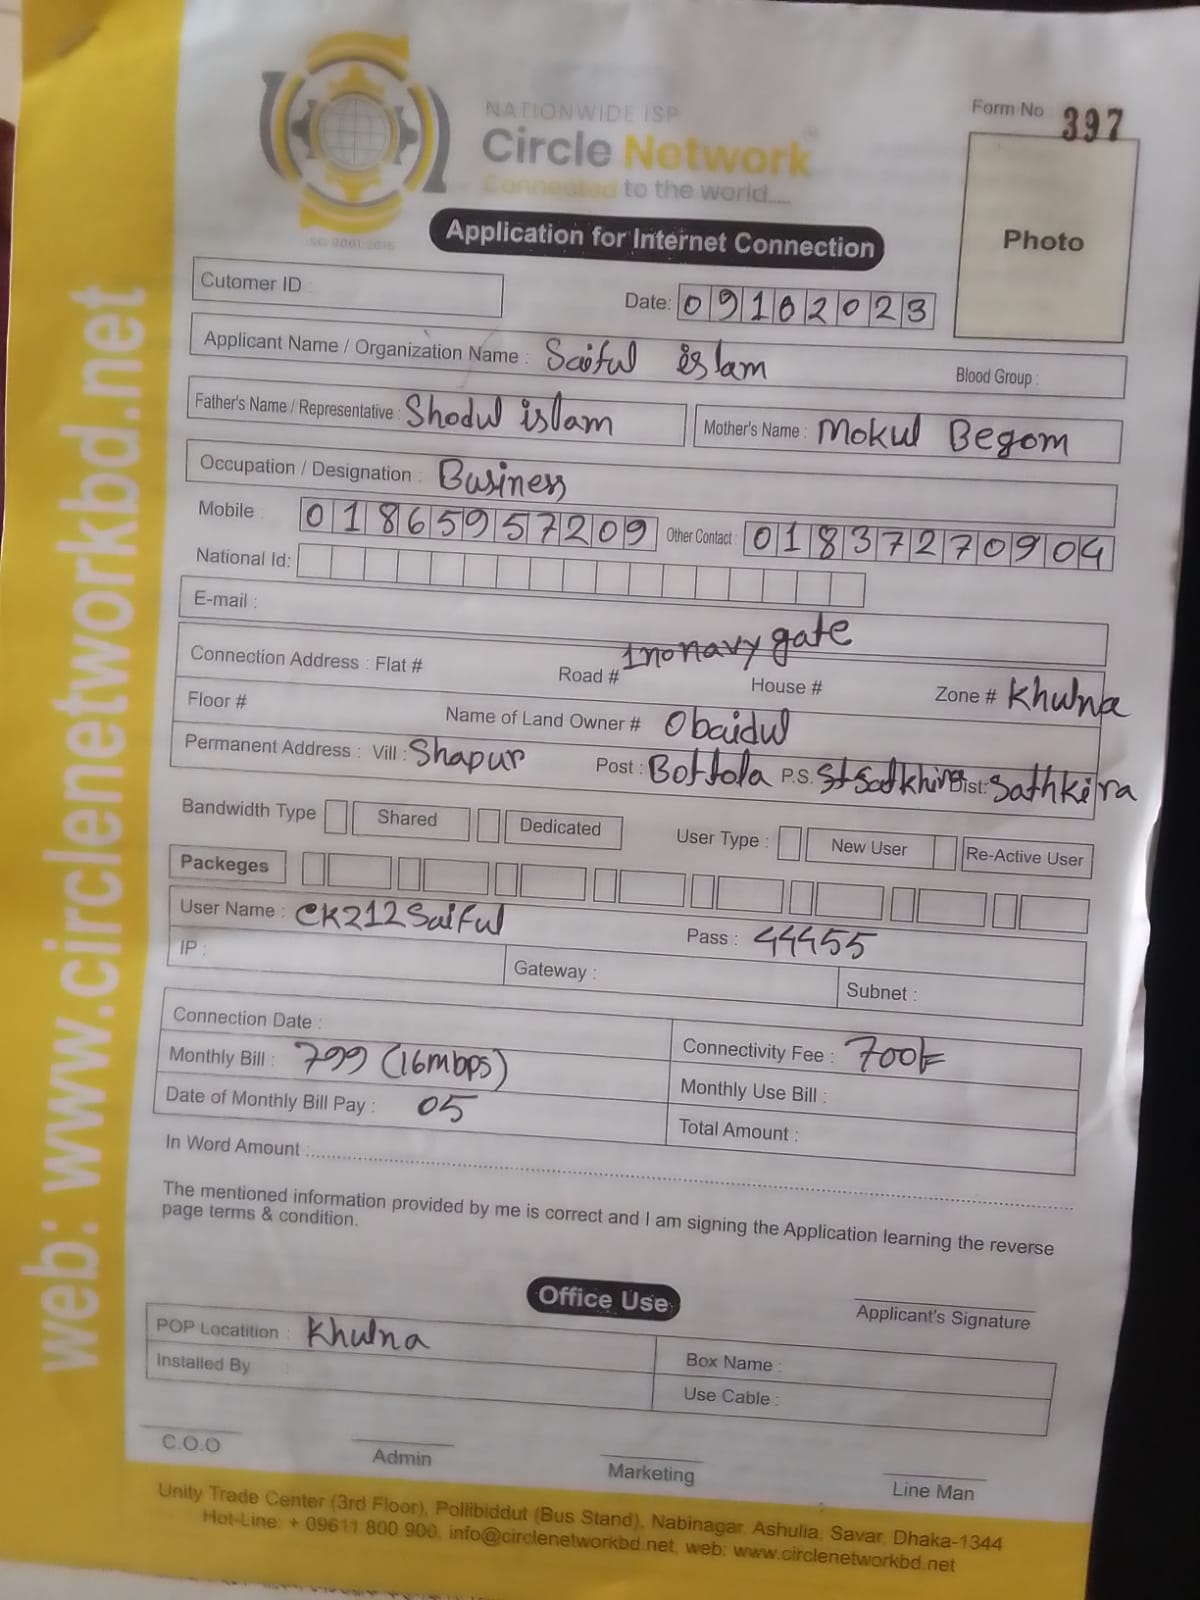 Form No 397
NATIONWIDE ISP
Circle Network
Connected to the world.....
ISO 9001:2015
Photo
Application for Internet Connection
Cutomer ID :
Date: 09102023
Applicant Name / Organization Name : Saiful islam Blood Group :
Father's Name / Representative : Shodul islam Mother's Name : Mokul Begom
Occupation / Designation : Business
Mobile : 01865957209 Other Contact : 01837270904
National Id:
E-mail :
Connection Address : Flat # Road # 1no navy gate House # Zone # Khulna
Floor # Name of Land Owner # Obaidul
Permanent Address : Vill : Shapur Post : Bottola P.S. Dist: Sathkira
Bandwidth Type Shared Dedicated User Type : New User Re-Active User
Packeges
User Name : CK212Saiful Pass : 44455
IP : Gateway : Subnet :
Connection Date :
Monthly Bill : 799 (16mbps) Connectivity Fee : 700/=
Date of Monthly Bill Pay : 05 Monthly Use Bill :
Total Amount :
In Word Amount
The mentioned information provided by me is correct and I am signing the Application learning the reverse
page terms & condition.
Applicant's Signature
Office Use
POP Locatition : Khulna Box Name :
Installed By : Use Cable :
C.O.O Admin Marketing Line Man
Unity Trade Center (3rd Floor), Pollibiddut (Bus Stand), Nabinagar, Ashulia, Savar, Dhaka-1344
Hot-Line: + 09611 800 900, info@circlenetworkbd.net, web: www.circlenetworkbd.net
web: www.circlenetworkbd.net